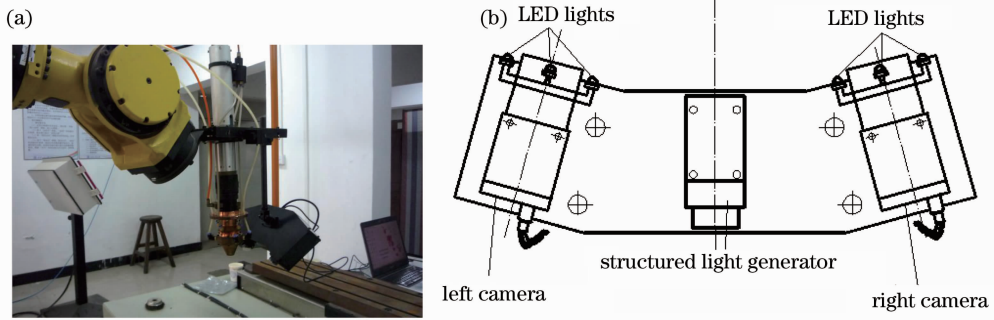 (a)
(b)
LED lights
LED lights
structured light generator
left camera
right camera